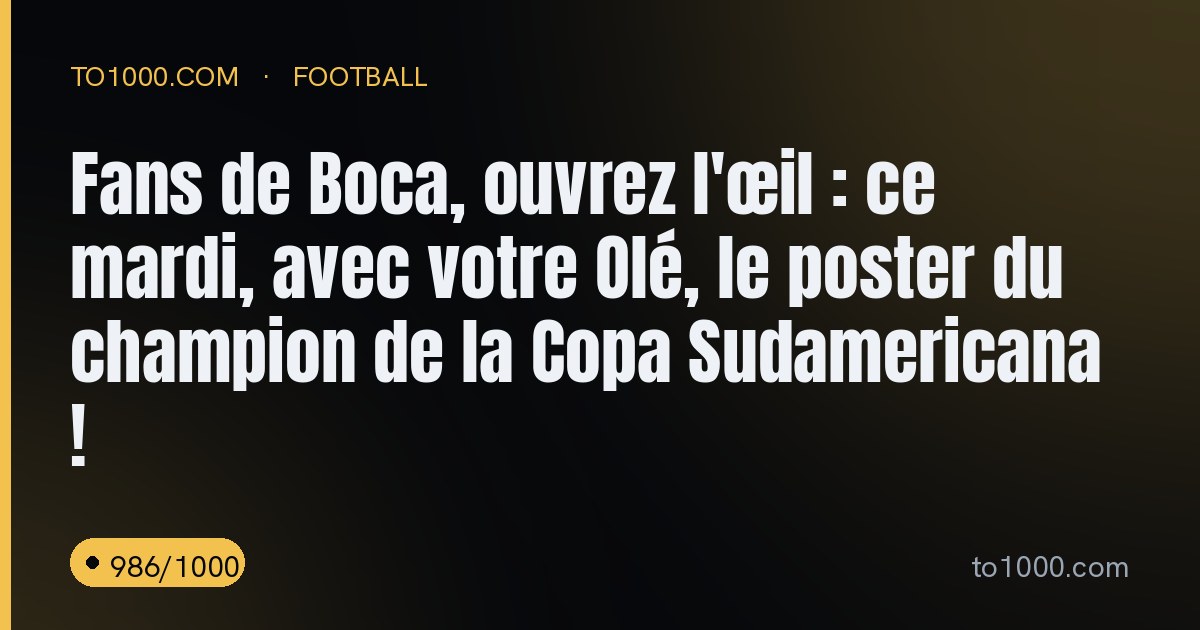 TO1000.COM · FOOTBALL
Fans de Boca, ouvrez l'œil : ce
mardi, avec votre Olé, le poster du
champion de la Copa Sudamericana
!
986/1000
to1000.com